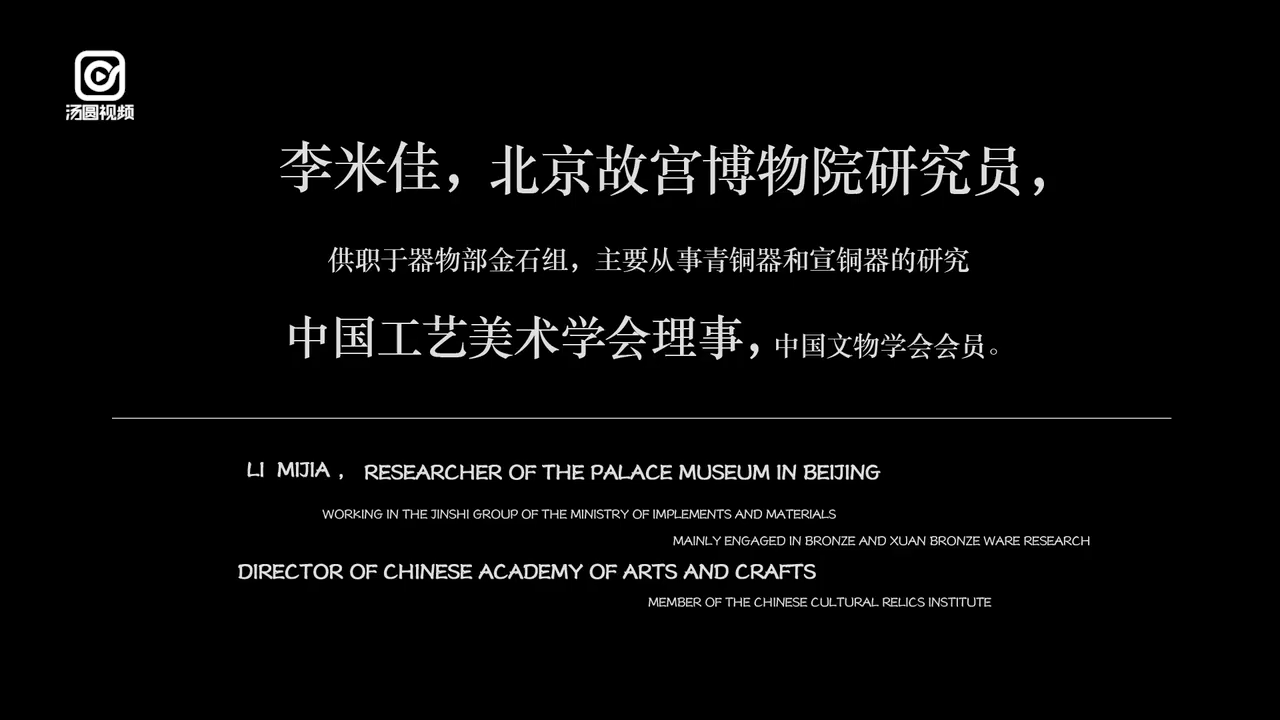 汤圆视频
李米佳，北京故宫博物院研究员，
供职于器物部金石组，主要从事青铜器和宣铜器的研究
中国工艺美术学会理事，中国文物学会会员。
LI MIJIA , RESEARCHER OF THE PALACE MUSEUM IN BEIJING
WORKING IN THE JINSHI GROUP OF THE MINISTRY OF IMPLEMENTS AND MATERIALS
MAINLY ENGAGED IN BRONZE AND XUAN BRONZE WARE RESEARCH
DIRECTOR OF CHINESE ACADEMY OF ARTS AND CRAFTS
MEMBER OF THE CHINESE CULTURAL RELICS INSTITUTE